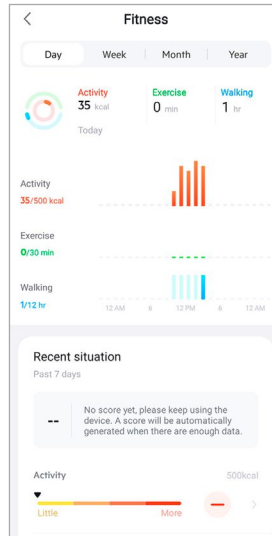 Fitness
Day Week Month Year
Activity Exercise Walking
35 kcal 0 min 1 hr
Today
Activity
35/500 kcal
Exercise
0/30 min
Walking
1/12 hr
12 AM 6 12 PM 6 12 AM
Recent situation
Past 7 days
-- No score yet, please keep using the
device. A score will be automatically
generated when there are enough data.
Activity 500kcal
Little More